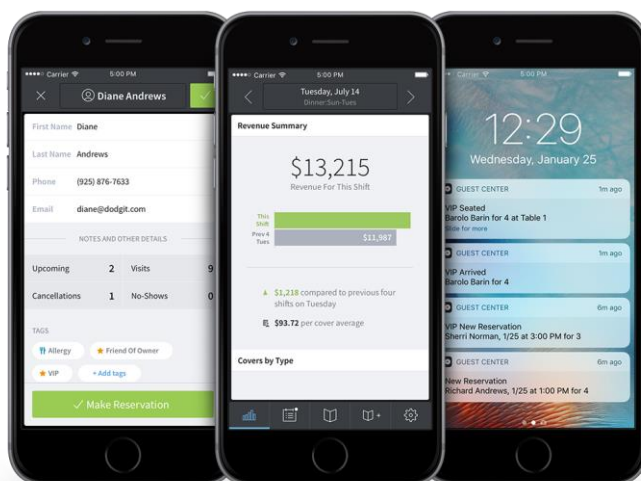 Carrier 5:00 PM
Diane Andrews
First Name Diane
Last Name Andrews
Phone (925) 876-7633
Email diane@dodgit.com
NOTES AND OTHER DETAILS
Upcoming 2 Visits 9
Cancellations 1 No-Shows 0
TAGS
Allergy Friend Of Owner
VIP + Add tags
Make Reservation
Carrier 5:00 PM
Tuesday, July 14
Dinner:Sun-Tues
Revenue Summary
$13,215
Revenue For This Shift
This
Shift
Prev 4
Tues
$11,987
$1,218 compared to previous four
shifts on Tuesday
$93.72 per cover average
Covers by Type
Carrier 5:00 PM
12:29
Wednesday, January 25
GUEST CENTER 1m ago
VIP Seated
Barolo Barin for 4 at Table 1
Slide for more
GUEST CENTER 1m ago
VIP Arrived
Barolo Barin for 4
GUEST CENTER 6m ago
VIP New Reservation
Sherri Norman, 1/25 at 3:00 PM for 3
GUEST CENTER 6m ago
New Reservation
Richard Andrews, 1/25 at 1:00 PM for 4